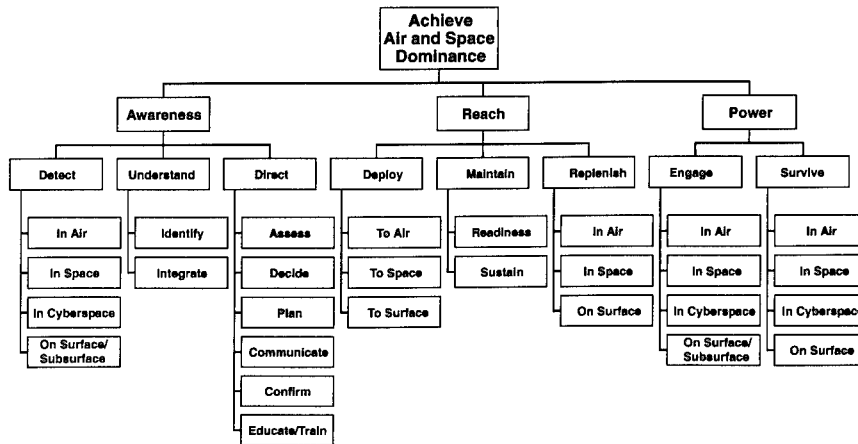 Achieve
Air and Space
Dominance
Awareness
Reach
Power
Detect
Understand
Direct
Deploy
Maintain
Replenish
Engage
Survive
In Air
Identify
Assess
To Air
Readiness
In Air
In Air
In Air
In Space
Integrate
Decide
To Space
Sustain
In Space
In Space
In Space
In Cyberspace
Plan
To Surface
On Surface
In Cyberspace
In Cyberspace
On Surface/
Subsurface
Communicate
On Surface/
Subsurface
On Surface
Confirm
Educate/Train